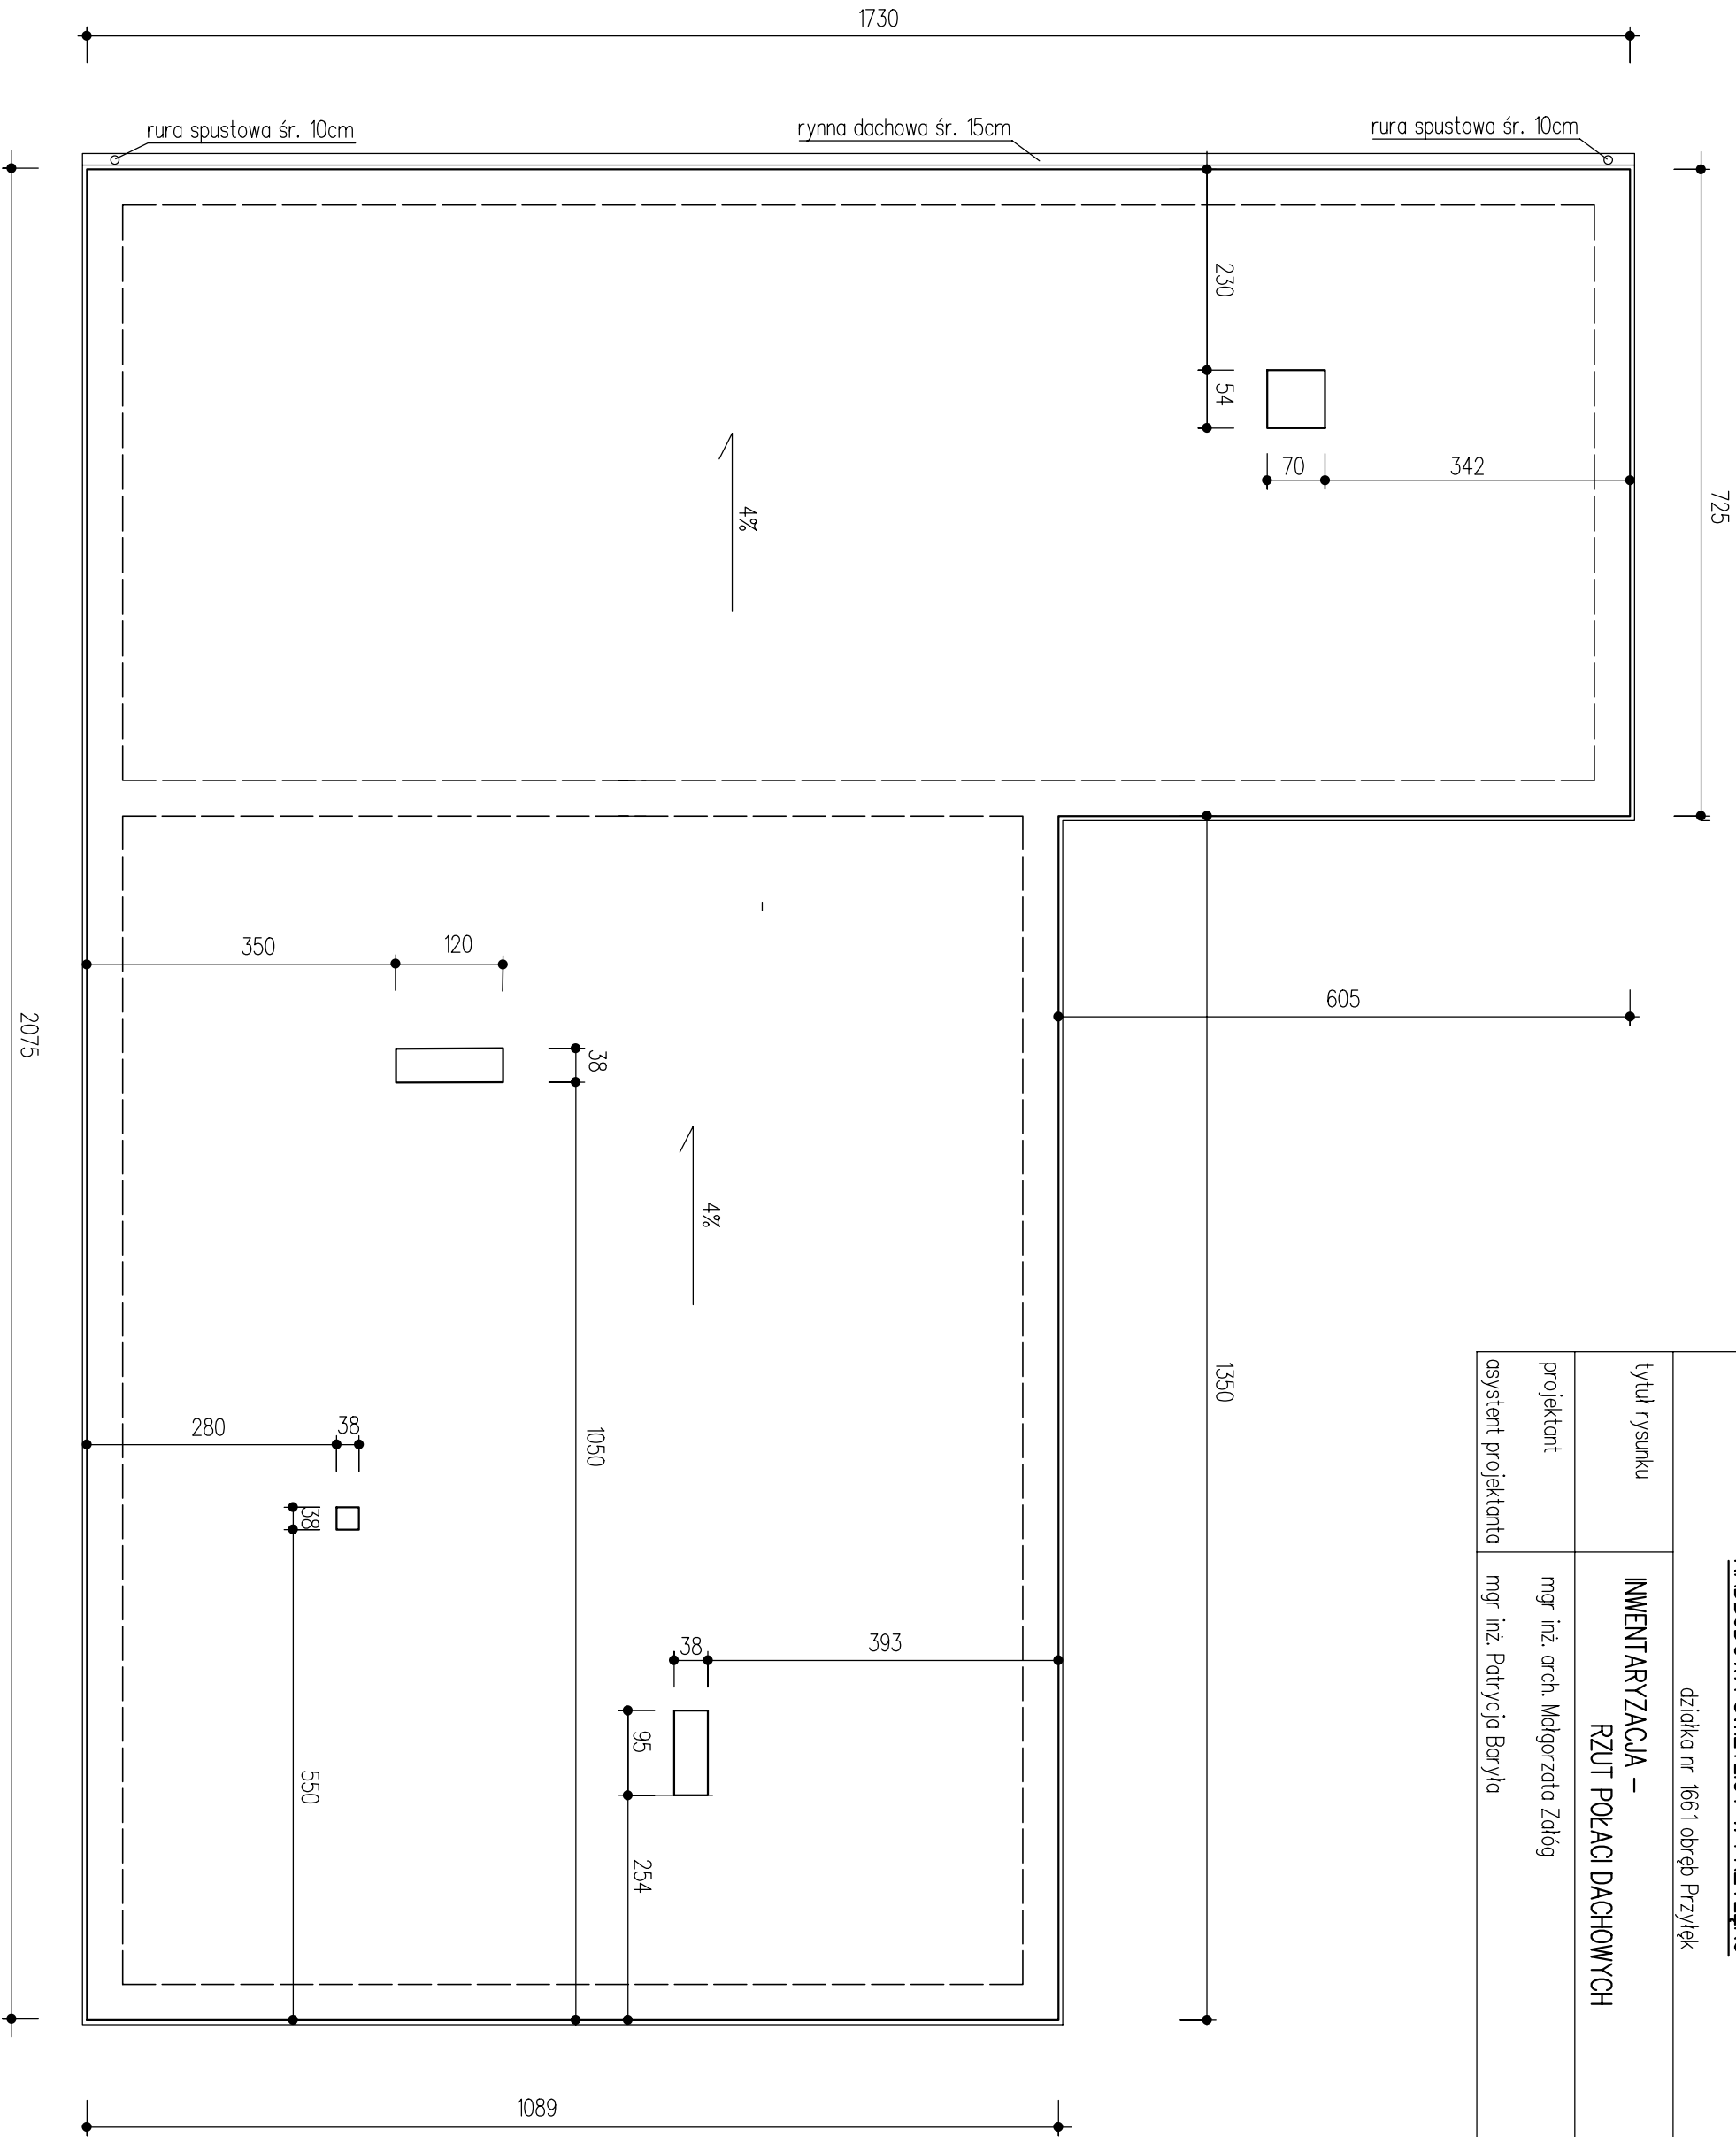 1730
rura spustowa śr. 10cm
rynna dachowa śr. 15cm
rura spustowa śr. 10cm
230
54
70
342
725
4%
350
120
605
38
2075
4%
1350
280
38
1050
38
38
393
95
550
254
1089
działka nr 1661 obręb Przyłęk
tytuł rysunku
INWENTARYZACJA –
RZUT POŁACI DACHOWYCH
projektant
mgr inż. arch. Małgorzata Załóg
asystent projektanta
mgr inż. Patrycja Baryła